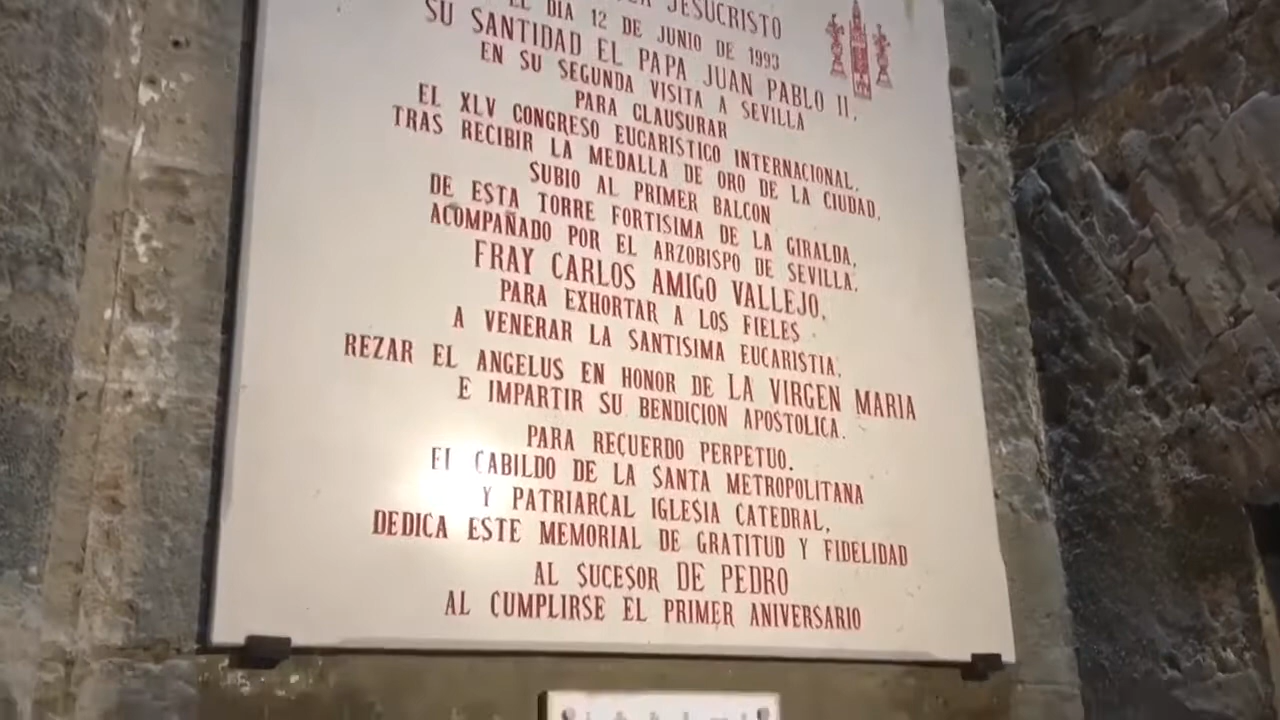 JESUCRISTO
EL DIA 12 DE JUNIO DE 1993
SU SANTIDAD EL PAPA JUAN PABLO II,
EN SU SEGUNDA VISITA A SEVILLA
PARA CLAUSURAR
EL XLV CONGRESO EUCARISTICO INTERNACIONAL,
TRAS RECIBIR LA MEDALLA DE ORO DE LA CIUDAD,
SUBIO AL PRIMER BALCON
DE ESTA TORRE FORTISIMA DE LA GIRALDA,
ACOMPAÑADO POR EL ARZOBISPO DE SEVILLA,
FRAY CARLOS AMIGO VALLEJO,
PARA EXHORTAR A LOS FIELES
A VENERAR LA SANTISIMA EUCARISTIA,
REZAR EL ANGELUS EN HONOR DE LA VIRGEN MARIA
E IMPARTIR SU BENDICION APOSTOLICA.
PARA RECUERDO PERPETUO,
EL CABILDO DE LA SANTA METROPOLITANA
Y PATRIARCAL IGLESIA CATEDRAL,
DEDICA ESTE MEMORIAL DE GRATITUD Y FIDELIDAD
AL SUCESOR DE PEDRO
AL CUMPLIRSE EL PRIMER ANIVERSARIO